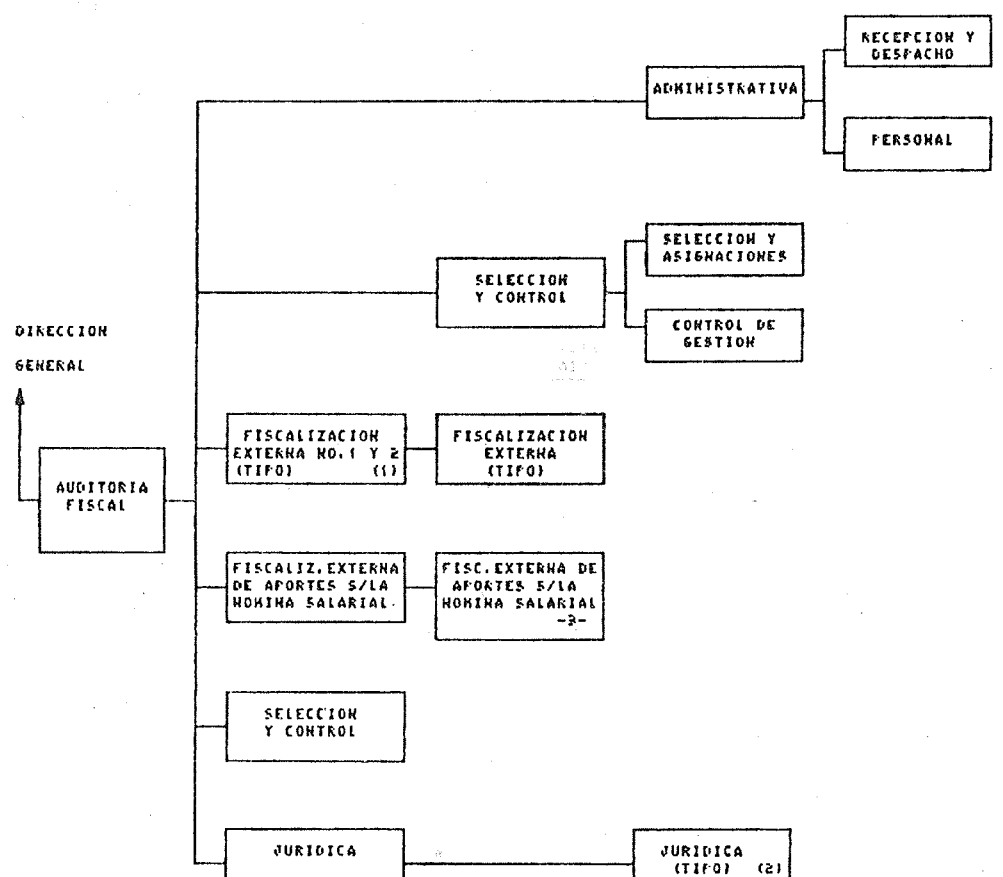 RECEPCION Y
DESPACHO
ADMINISTRATIVA
PERSONAL
SELECCION Y
ASIGNACIONES
SELECCION
Y CONTROL
CONTROL DE
GESTION
DIRECCION
GENERAL
FISCALIZACION
EXTERNA NO.1 Y 2
(TIPO) (1)
FISCALIZACION
EXTERNA
(TIPO)
AUDITORIA
FISCAL
FISCALIZ.EXTERNA
DE APORTES S/LA
NOMINA SALARIAL.
FISC.EXTERNA DE
APORTES S/LA
NOMINA SALARIAL
-3-
SELECCION
Y CONTROL
JURIDICA
JURIDICA
(TIPO) (2)